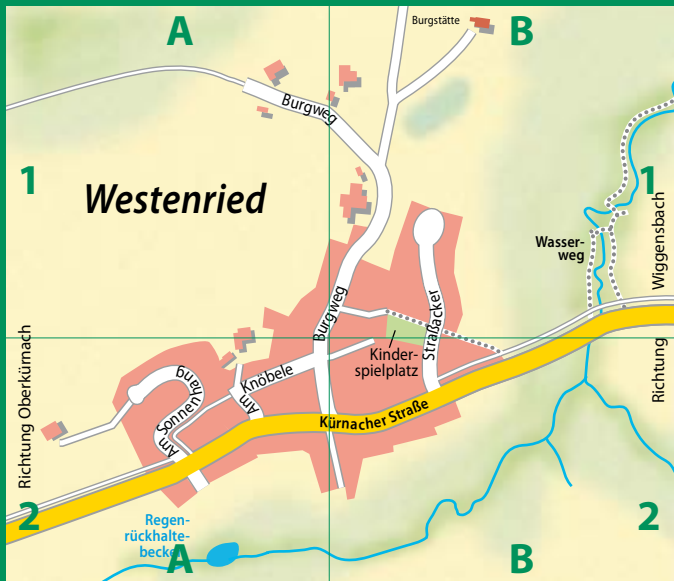 A
B
Burgstätte
Burgweg
1
1
Westenried
Wasser-
weg
Richtung Wiggensbach
Burgweg
Straßäcker
Kinder-
spielplatz
Richtung Oberkürnach
Am Sonnenhang
Am Knöbele
Kürnacher Straße
2
2
Regen-
rückhalte-
becken
A
B